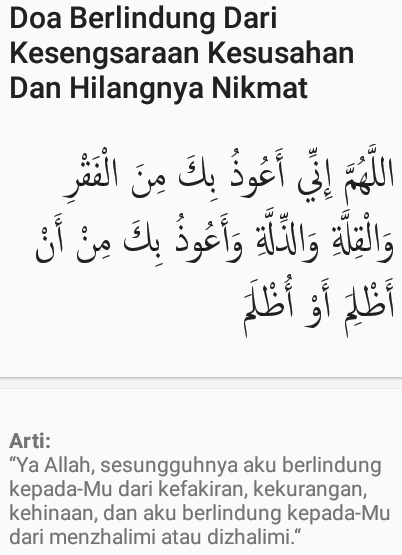 Doa Berlindung Dari
Kesengsaraan Kesusahan
Dan Hilangnya Nikmat
اللَّهُمَّ إِنِّي أَعُوذُ بِكَ مِنَ الْفَقْرِ
وَالْقِلَّةِ وَالذِّلَّةِ وَأَعُوذُ بِكَ مِنْ أَنْ
أَظْلِمَ أَوْ أُظْلَمَ
Arti:
“Ya Allah, sesungguhnya aku berlindung
kepada-Mu dari kefakiran, kekurangan,
kehinaan, dan aku berlindung kepada-Mu
dari menzhalimi atau dizhalimi.“